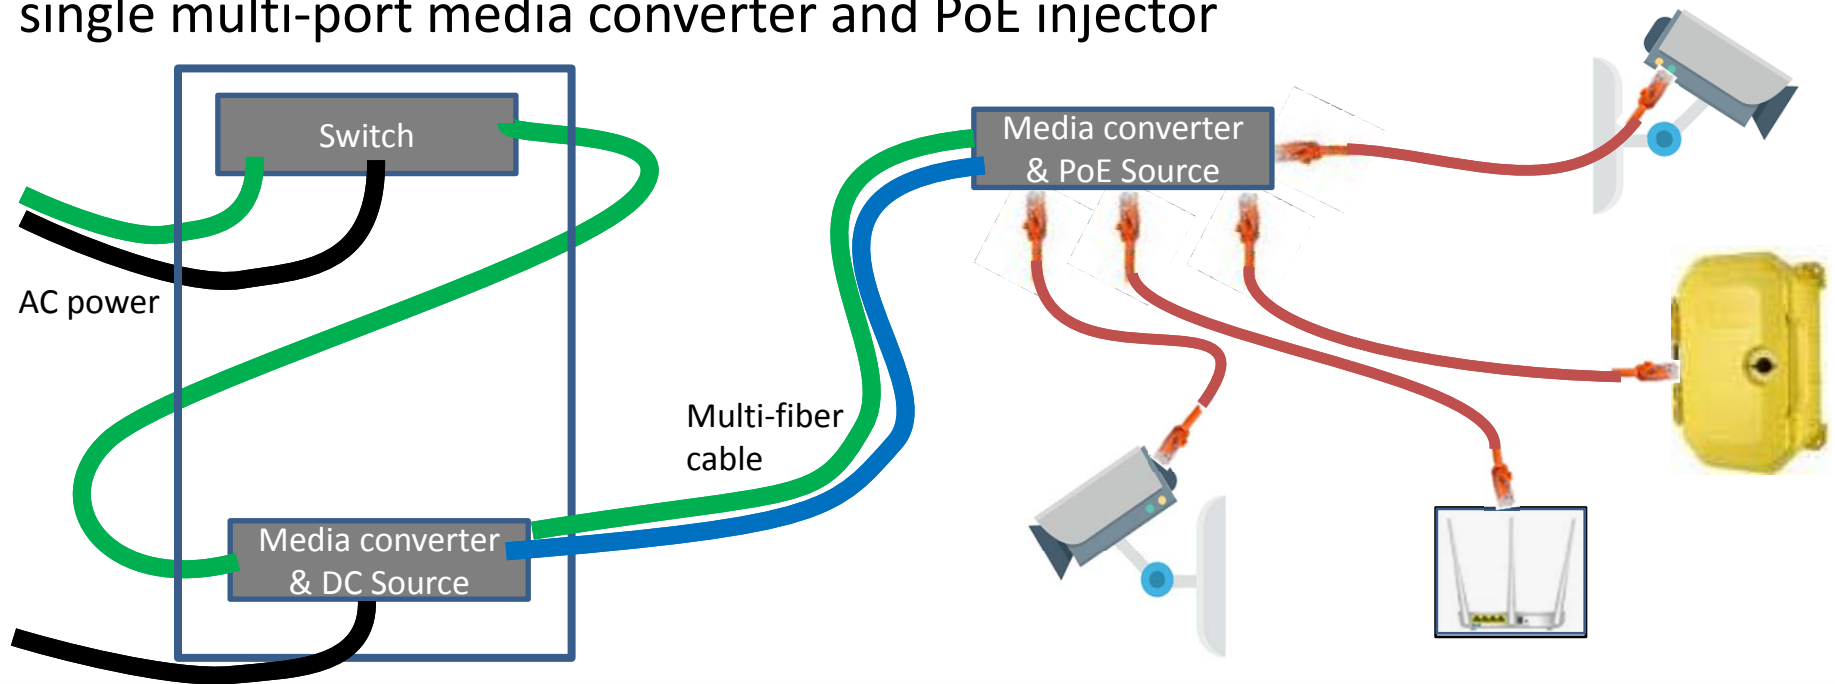 single multi-port media converter and PoE injector
Switch
Media converter
& PoE Source
AC power
Multi-fiber
cable
Media converter
& DC Source